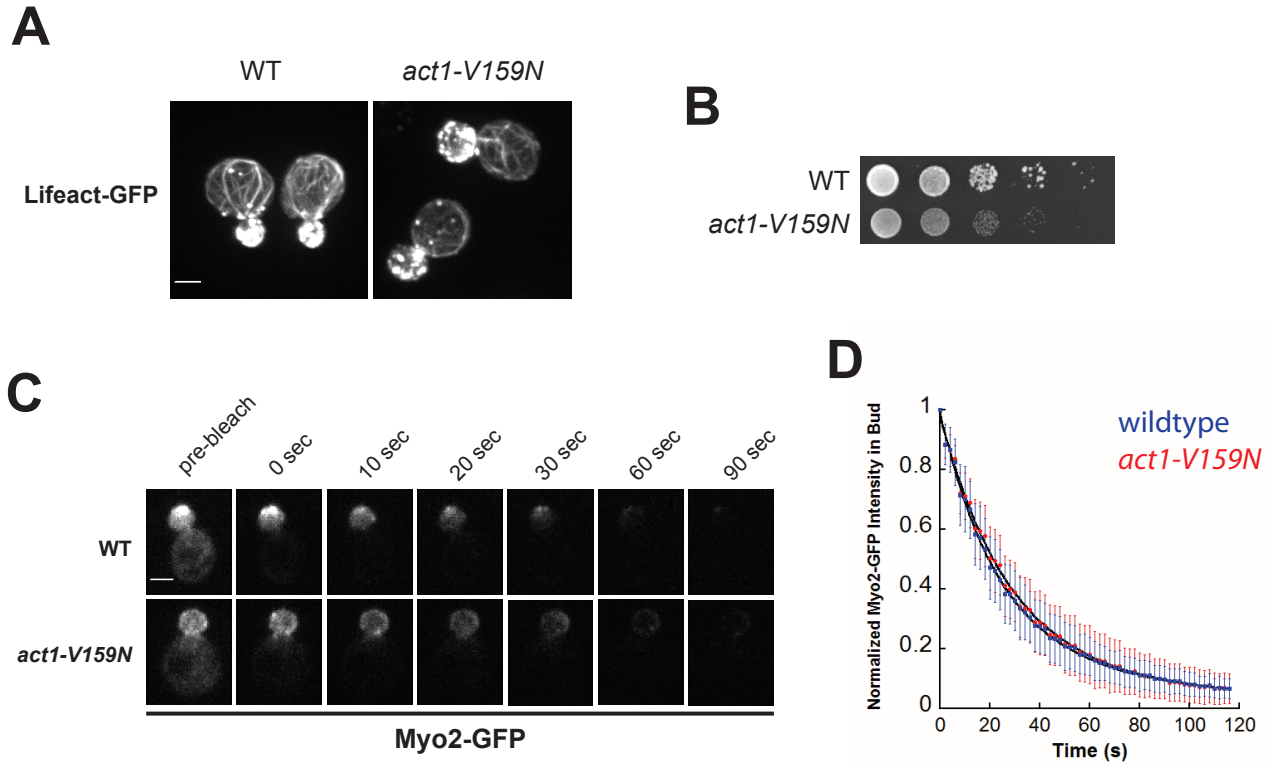 A
WT
act1-V159N
Lifeact-GFP
B
WT
act1-V159N
C
pre-bleach
0 sec
10 sec
20 sec
30 sec
60 sec
90 sec
WT
act1-V159N
Myo2-GFP
D
Normalized Myo2-GFP Intensity in Bud
1
0.8
0.6
0.4
0.2
0
0 20 40 60 80 100 120
Time (s)
wildtype
act1-V159N